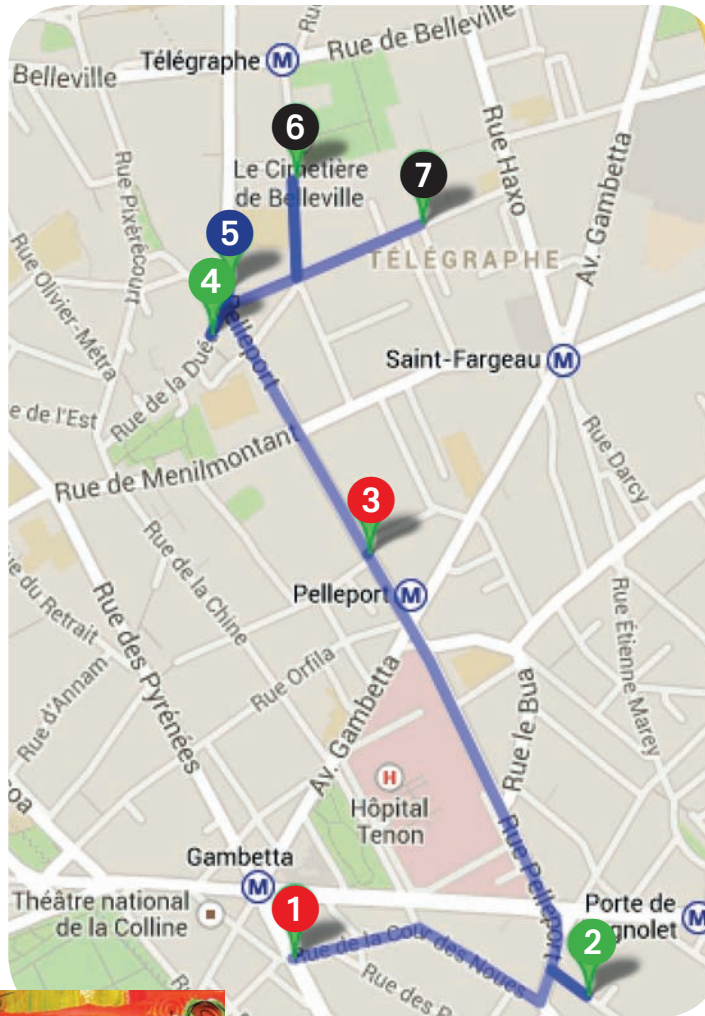 Télégraphe M
Rue de Belleville
Belleville
6
Le Cimetière
de Belleville
7
Rue Haxo
Av. Gambetta
Rue Pixérécourt
5
TÉLÉGRAPHE
Rue Olivier-Métra
4
Pelleport
Rue de la Duée
Saint-Fargeau M
e de l'Est
Rue de Menilmontant
Rue Darcy
3
Rue de la Chine
Pelleport M
ue du Retrait
Rue des Pyrénées
Rue Orfila
Rue Étienne Marey
Rue d'Annam
Av. Gambetta
Rue le Bua
H
Hôpital
Tenon
Rue Pelleport
Gambetta
M
Théâtre national
de la Colline
1
Porte de
gnolet M
2
Rue de la Cour des Noues
Rue des P